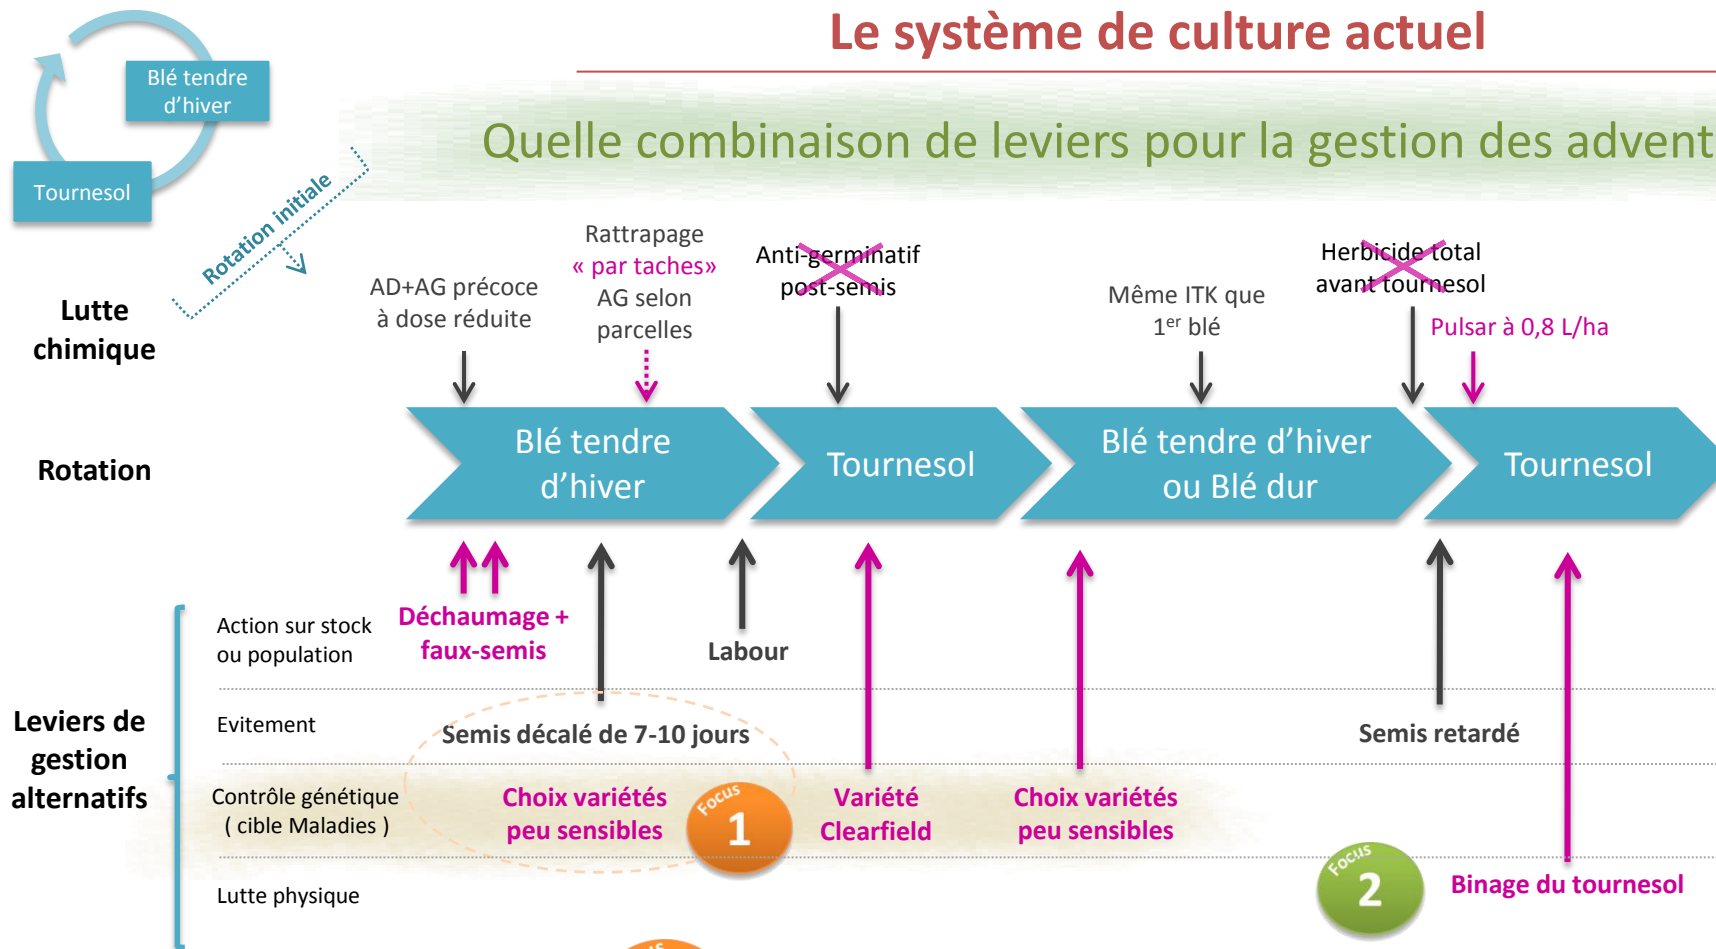 Le système de culture actuel
Blé tendre
d'hiver
Tournesol
Rotation initiale
Quelle combinaison de leviers pour la gestion des advent
Lutte
chimique
AD+AG précoce
à dose réduite
Rattrapage
« par taches»
AG selon
parcelles
Anti-germinatif
post-semis
Même ITK que
1er blé
Herbicide total
avant tournesol
Pulsar à 0,8 L/ha
Rotation
Blé tendre
d'hiver
Tournesol
Blé tendre d'hiver
ou Blé dur
Tournesol
Leviers de
gestion
alternatifs
Action sur stock
ou population
Déchaumage +
faux-semis
Labour
Evitement
Semis décalé de 7-10 jours
Semis retardé
Contrôle génétique
( cible Maladies )
Choix variétés
peu sensibles
Focus
1
Variété
Clearfield
Choix variétés
peu sensibles
Lutte physique
Focus
2
Binage du tournesol